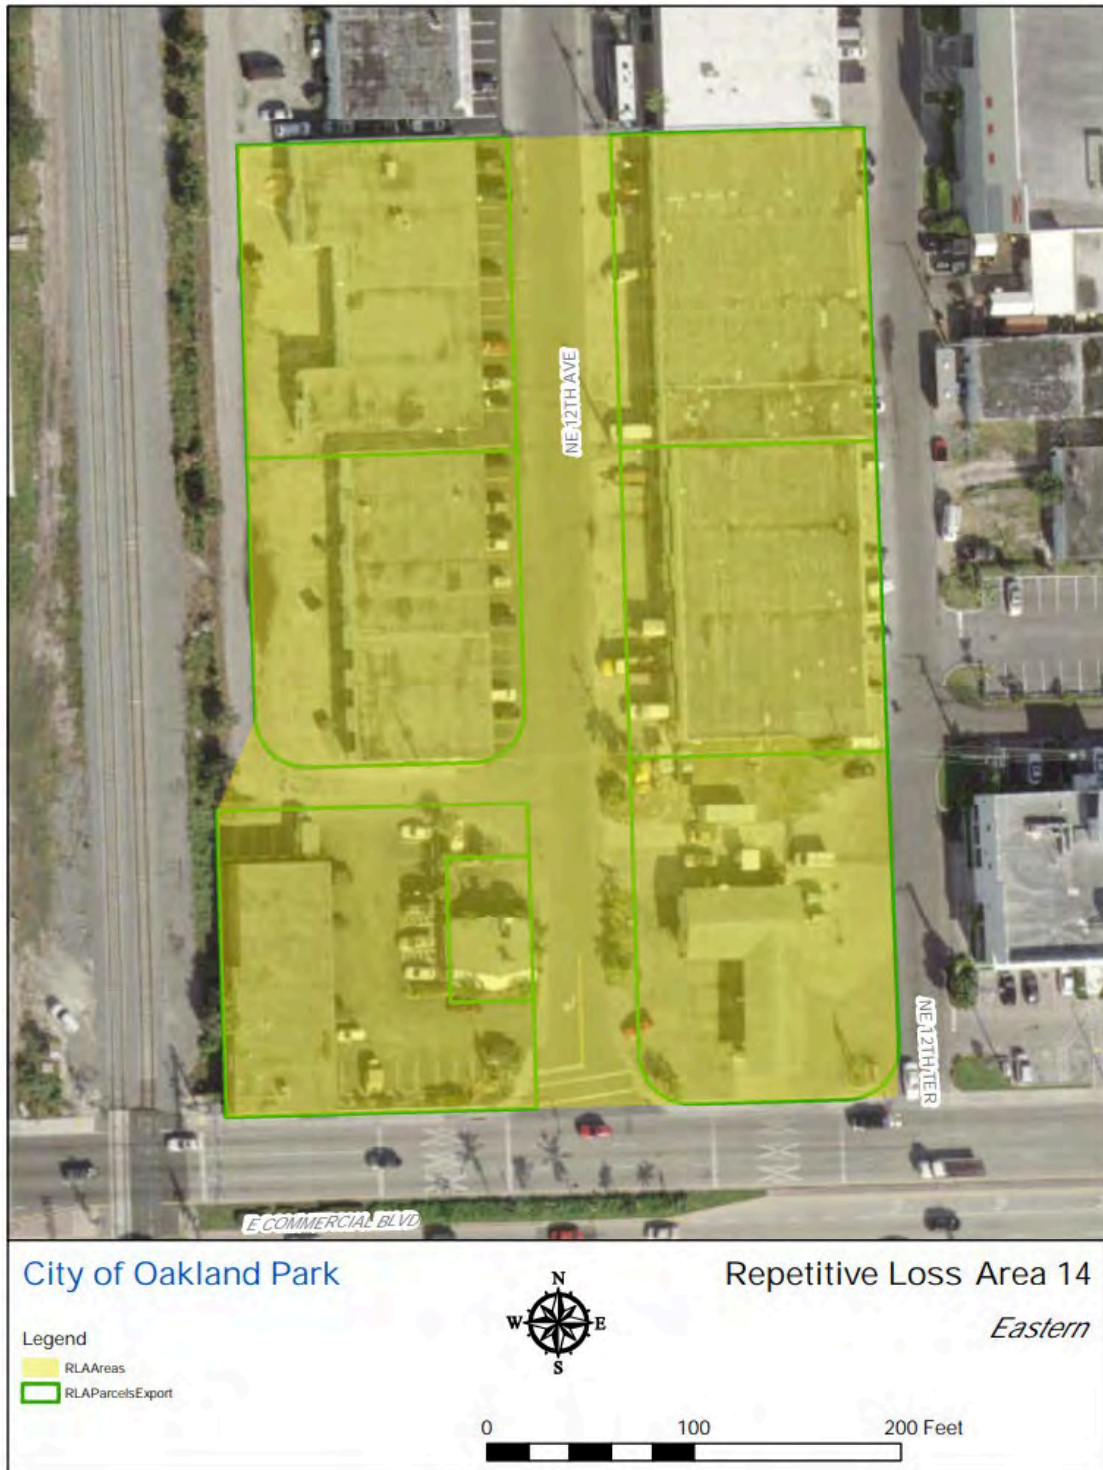 NE 12TH AVE
NE 12TH TER
E COMMERCIAL BLVD
City of Oakland Park
Repetitive Loss Area 14
Eastern
N
W E
S
Legend
RLAAreas
RLAParcelsExport
0 100 200 Feet